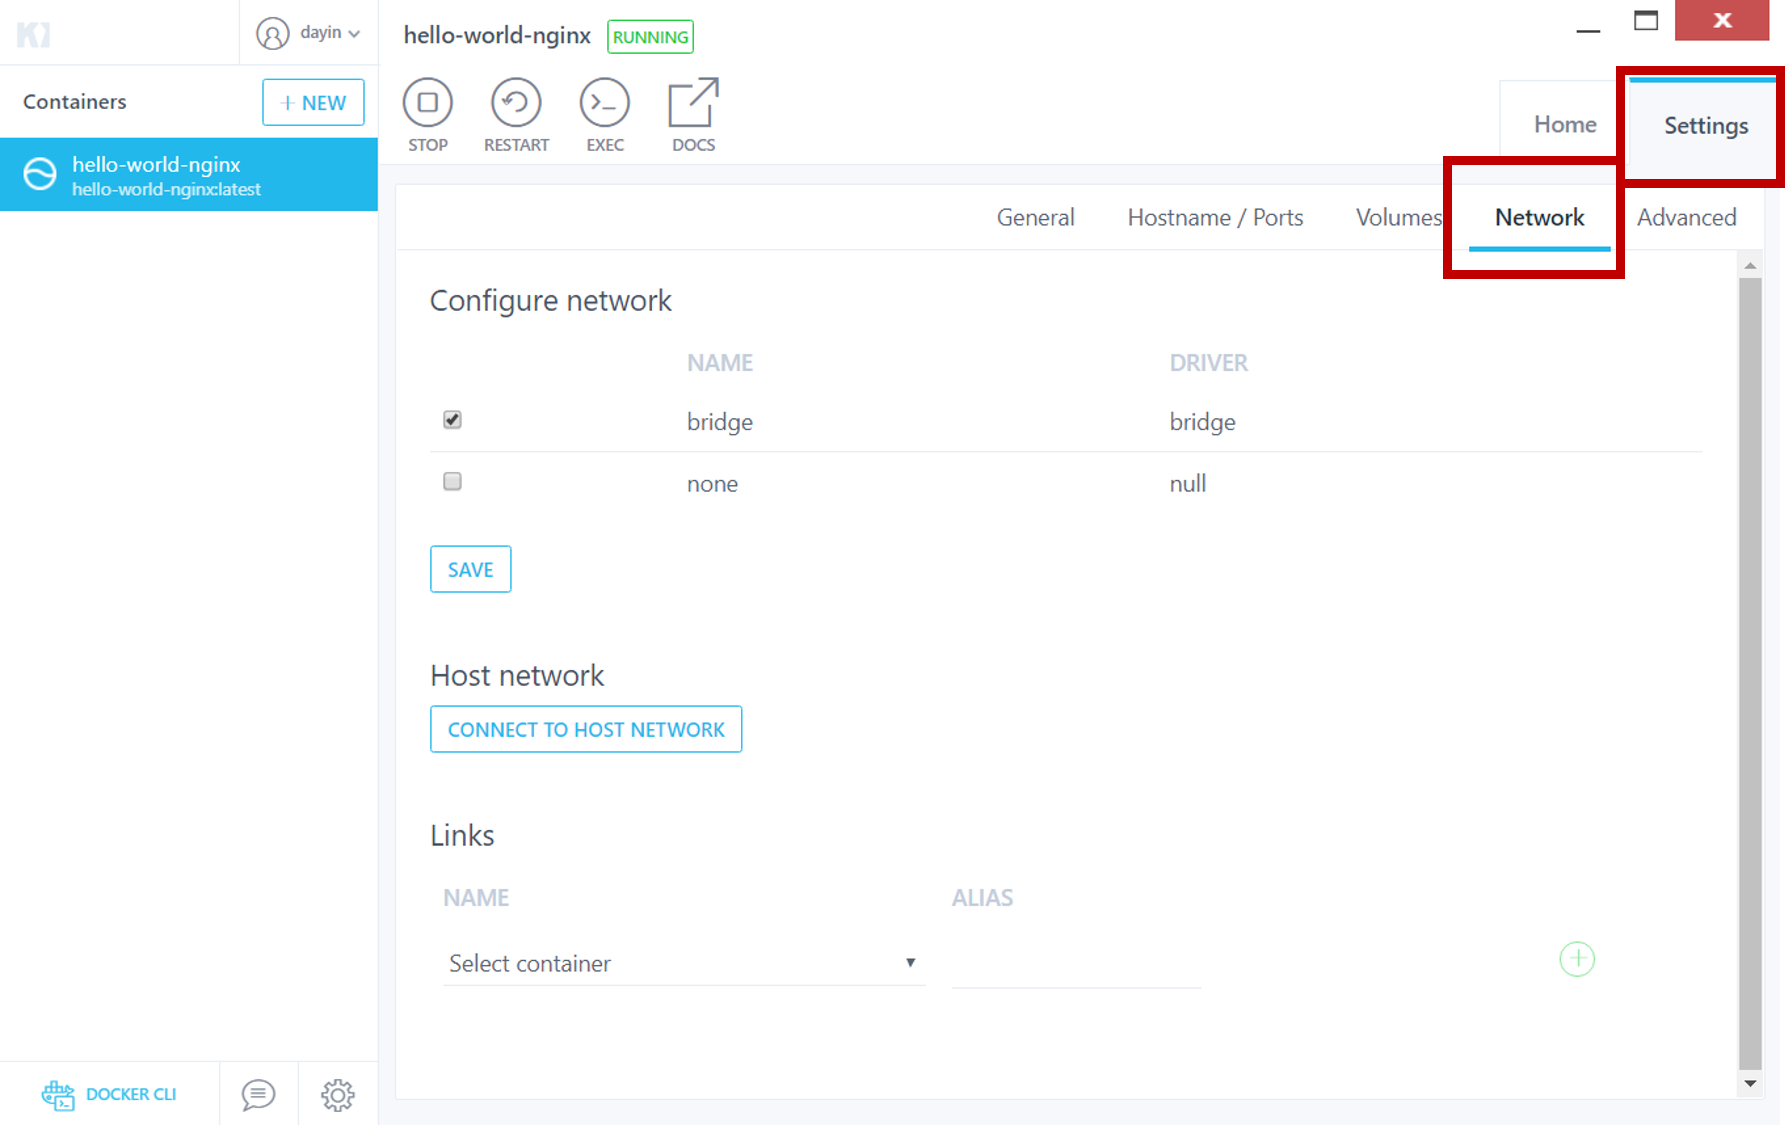 dayin
hello-world-nginx RUNNING
Containers
+ NEW
hello-world-nginx
hello-world-nginx:latest
STOP RESTART EXEC DOCS
Home Settings
General Hostname / Ports Volumes Network Advanced
Configure network
NAME DRIVER
bridge bridge
none null
SAVE
Host network
CONNECT TO HOST NETWORK
Links
NAME ALIAS
Select container
DOCKER CLI